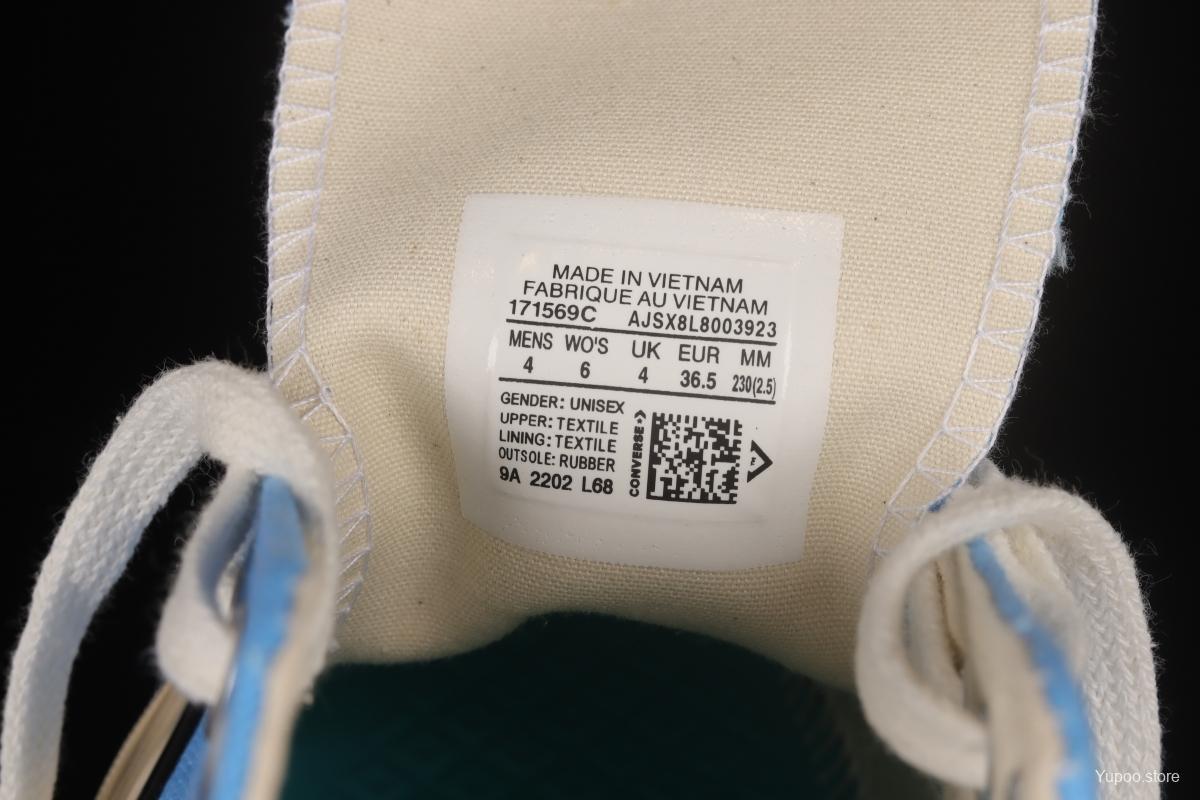 MADE IN VIETNAM
FABRIQUE AU VIETNAM
171569C AJSX8L8003923
MENS WO'S UK EUR MM
4 6 4 36.5 230(2.5)
GENDER: UNISEX
UPPER: TEXTILE
LINING: TEXTILE
OUTSOLE: RUBBER
9A 2202 L68
CONVERSE
Yupoo.store